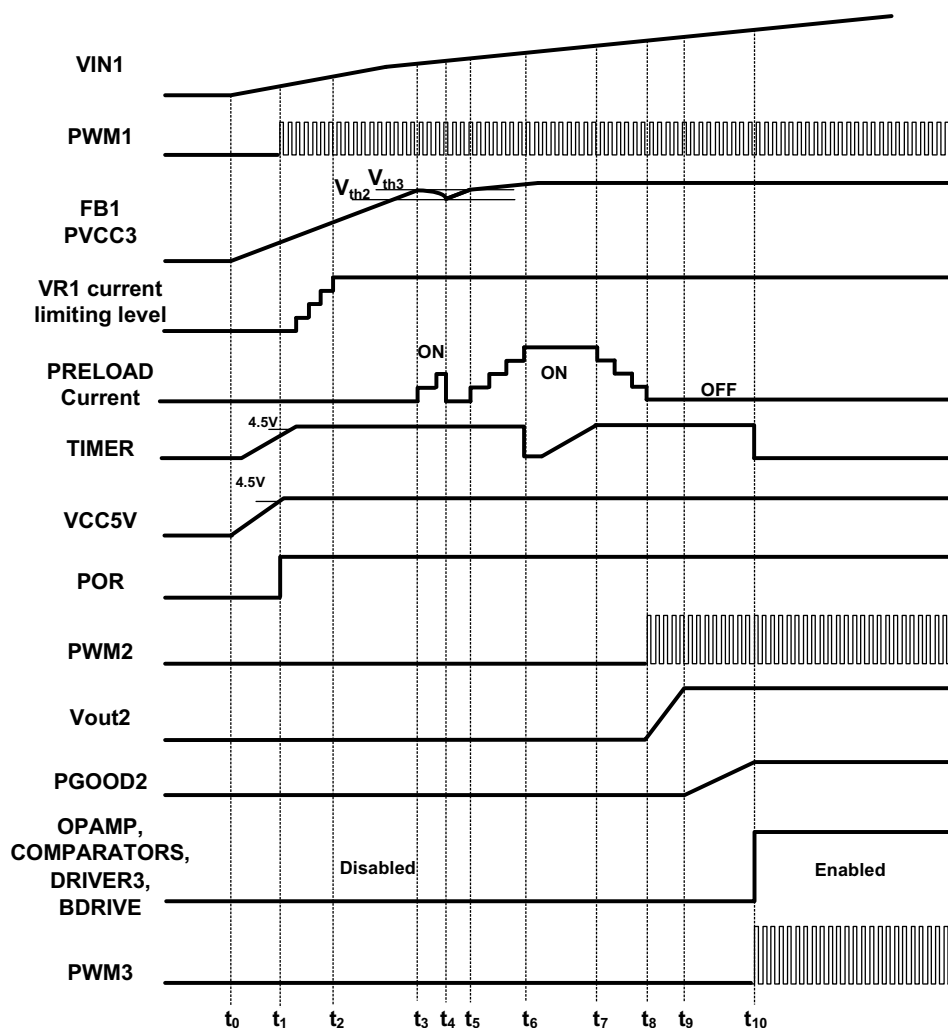 VIN1
PWM1
Vth3
Vth2
FB1
PVCC3
VR1 current
limiting level
ON
PRELOAD
Current
ON
OFF
4.5V
TIMER
4.5V
VCC5V
POR
PWM2
Vout2
PGOOD2
OPAMP,
COMPARATORS,
DRIVER3,
BDRIVE
Disabled
Enabled
PWM3
t0 t1 t2 t3 t4 t5 t6 t7 t8 t9 t10